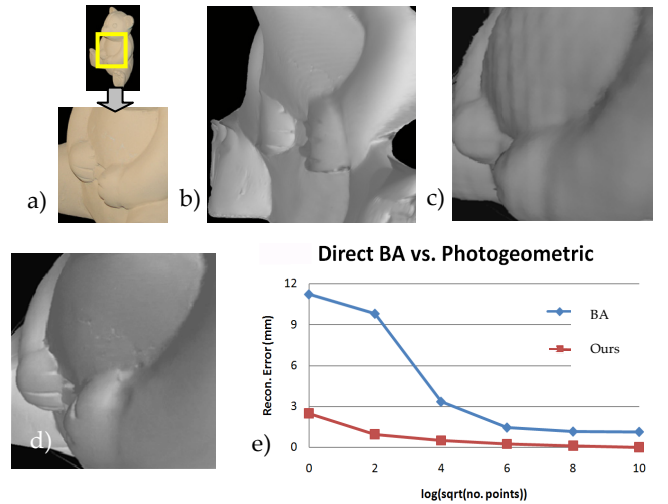 a)
b)
c)
d)
Direct BA vs. Photogeometric
12
9
6
3
0
Recon. Error (mm)
BA
Ours
e)
0 2 4 6 8 10
log(sqrt(no. points))